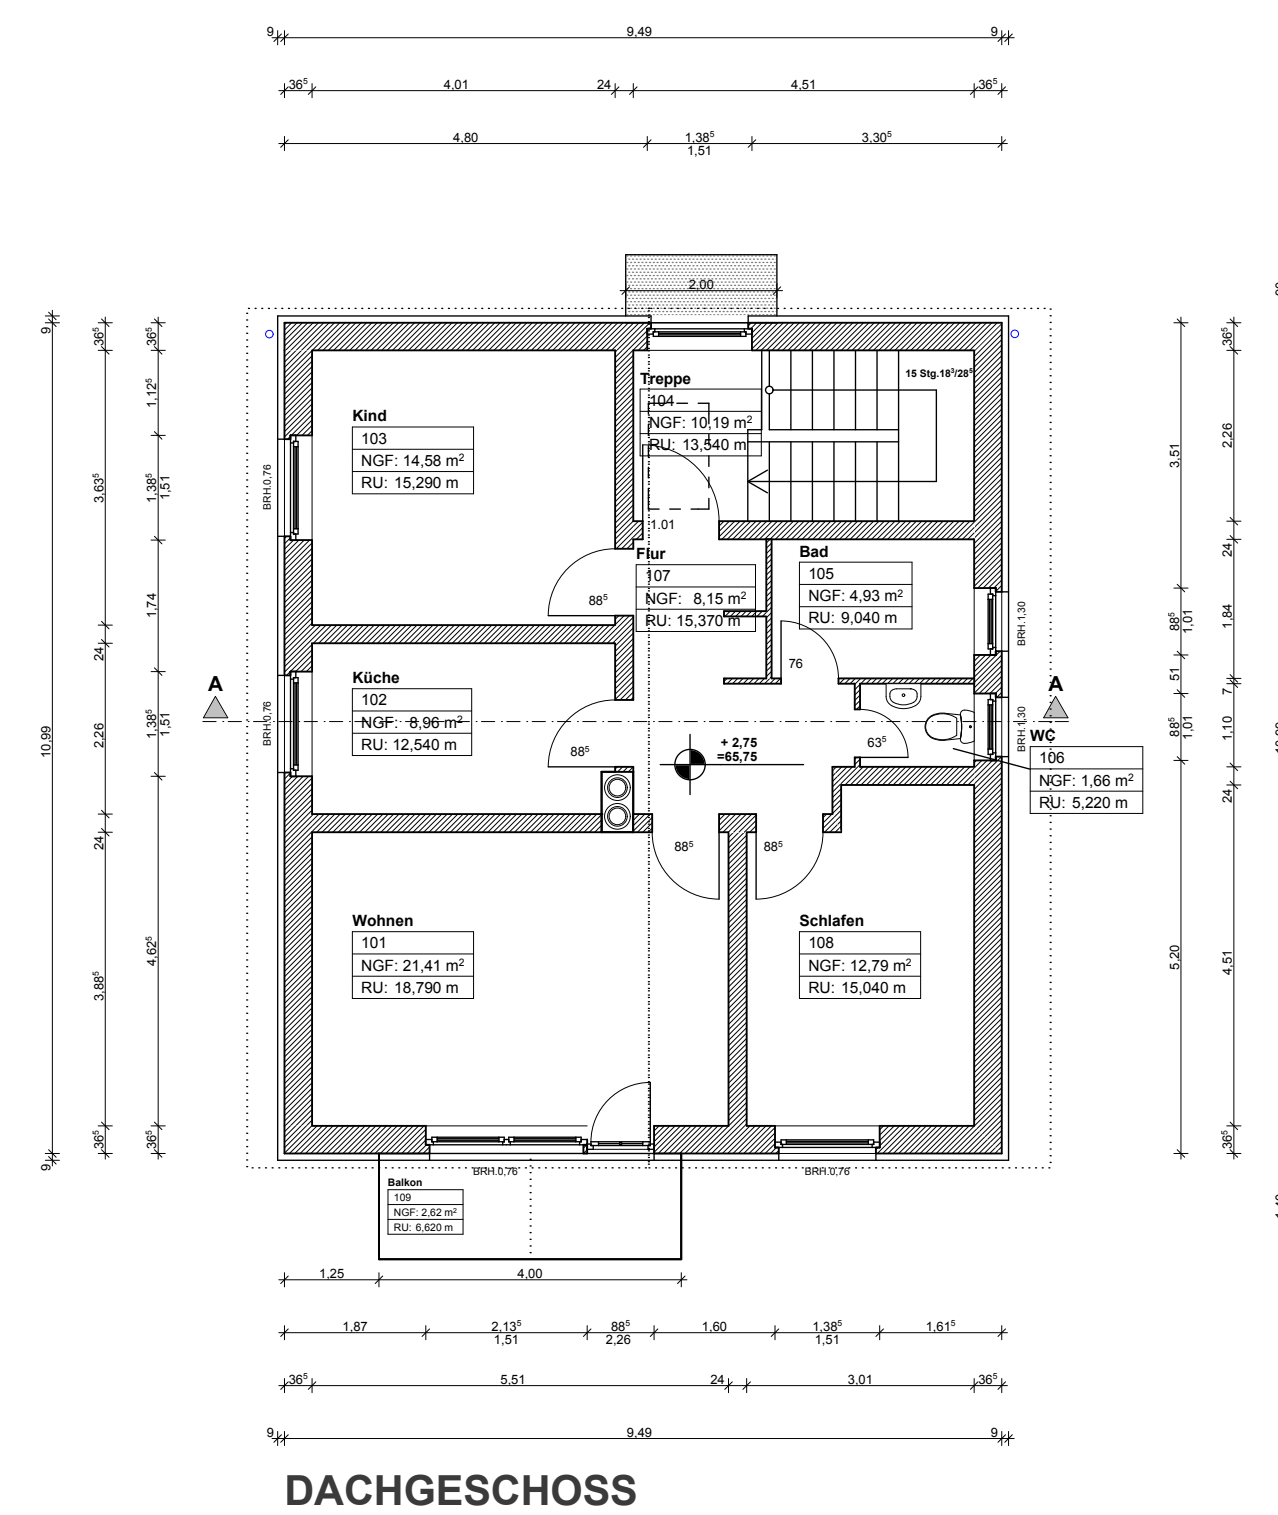 9 9,49 9
36⁵ 4,01 24 4,51 36⁵
4,80 1,38⁵ 3,30⁵
1,51
2,00
9 10,99 9
36⁵ 3,63⁵ 24 2,26 24 3,88⁵ 36⁵
36⁵ 1,12⁵ 1,38⁵ 1,74 1,38⁵ 4,62⁵ 36⁵
1,51 1,51
BRH.0,76
BRH.0,76
Kind
103
NGF: 14,58 m²
RU: 15,290 m
Treppe
104
NGF: 10,19 m²
RU: 13,540 m
15 Stg.18³/28⁵
1.01
Flur
107
NGF: 8,15 m²
RU: 15,370 m
Bad
105
NGF: 4,93 m²
RU: 9,040 m
88⁵
76
Küche
102
NGF: 8,96 m²
RU: 12,540 m
88⁵
A
A
+ 2,75
=65,75
63⁵
WC
106
NGF: 1,66 m²
RU: 5,220 m
BRH.1,30
BRH.1,30
88⁵
88⁵
Wohnen
101
NGF: 21,41 m²
RU: 18,790 m
Schlafen
108
NGF: 12,79 m²
RU: 15,040 m
3,51 88⁵ 51 88⁵ 5,20
1,01 1,01
36⁵ 2,26 24 1,84 7 1,10 24 4,51 36⁵
BRH.0,76
BRH.0,76
Balkon
109
NGF: 2,62 m²
RU: 6,620 m
1,25 4,00
1,87 2,13⁵ 88⁵ 1,60 1,38⁵ 1,61⁵
1,51 2,26 1,51
36⁵ 5,51 24 3,01 36⁵
9 9,49 9
DACHGESCHOSS